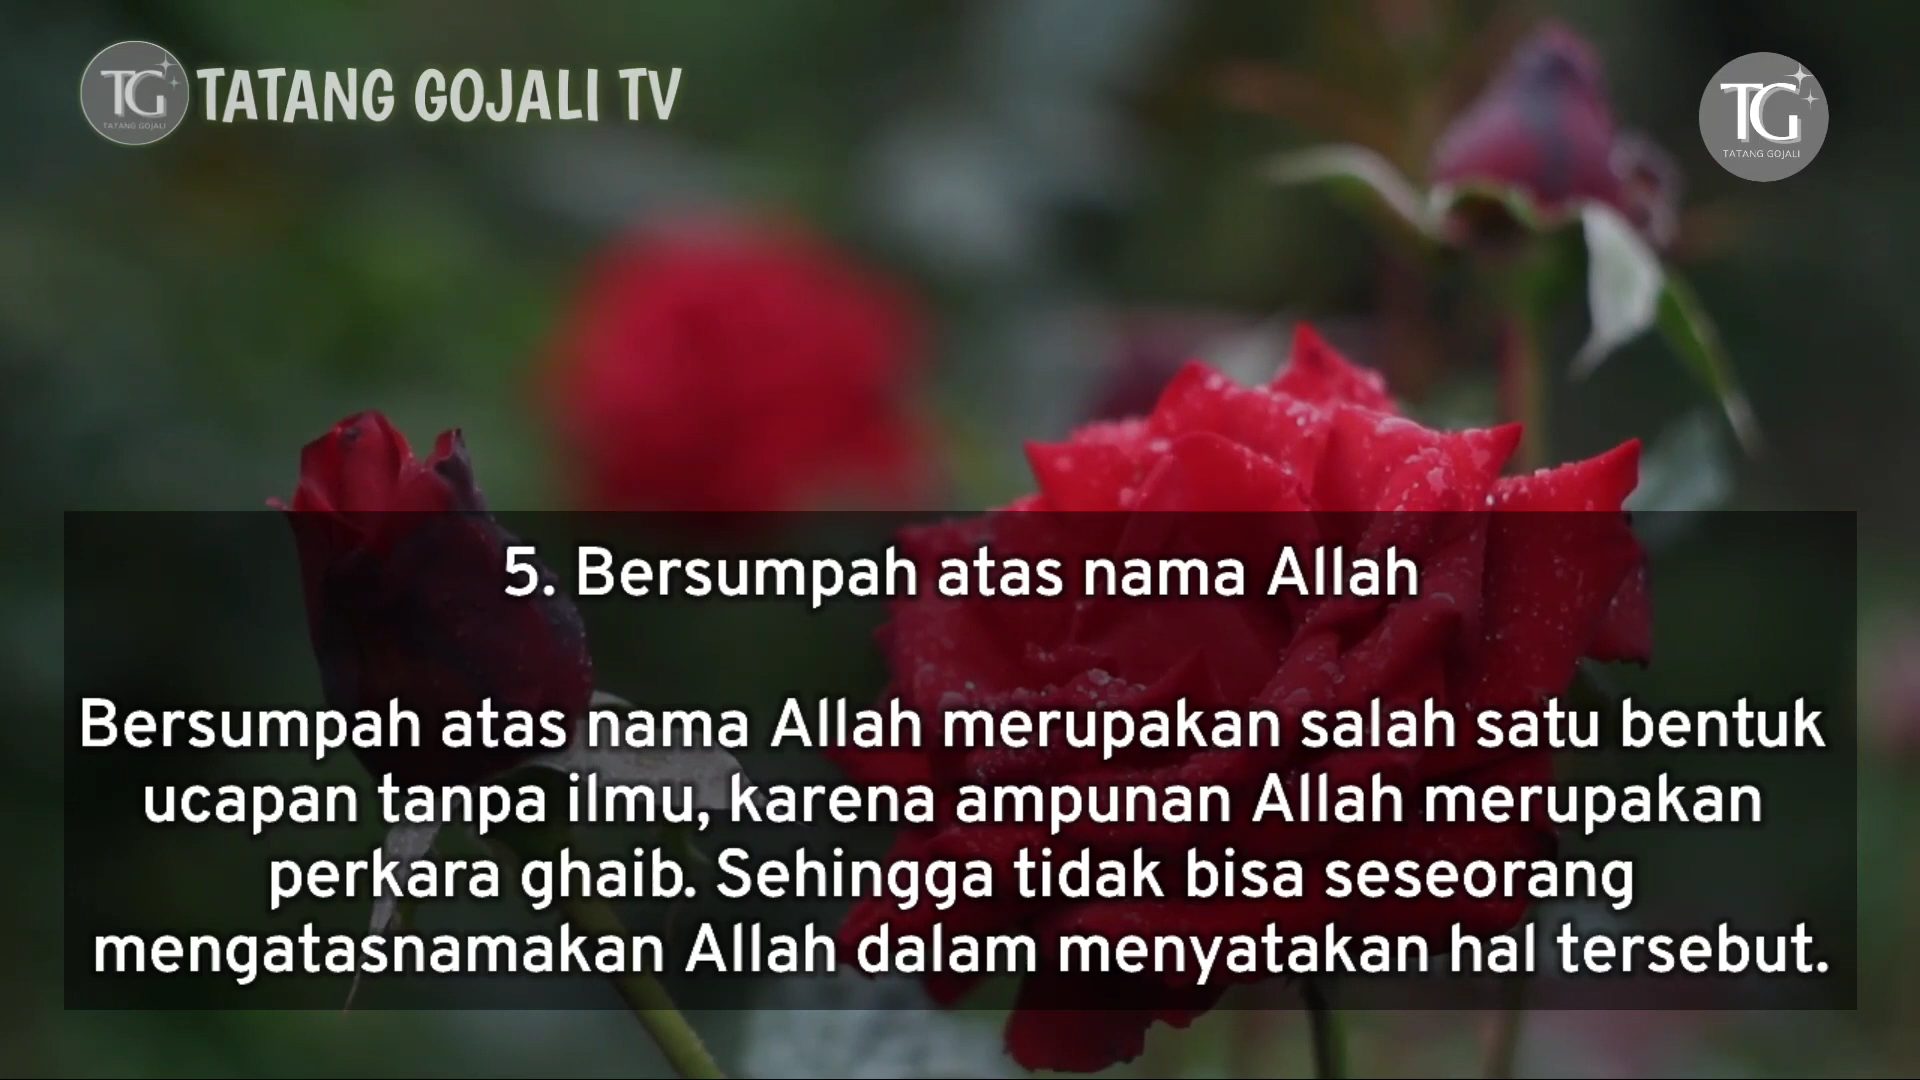 TG
TATANG GOJALI
TATANG GOJALI TV
TG
TATANG GOJALI
5. Bersumpah atas nama Allah
Bersumpah atas nama Allah merupakan salah satu bentuk
ucapan tanpa ilmu, karena ampunan Allah merupakan
perkara ghaib. Sehingga tidak bisa seseorang
mengatasnamakan Allah dalam menyatakan hal tersebut.